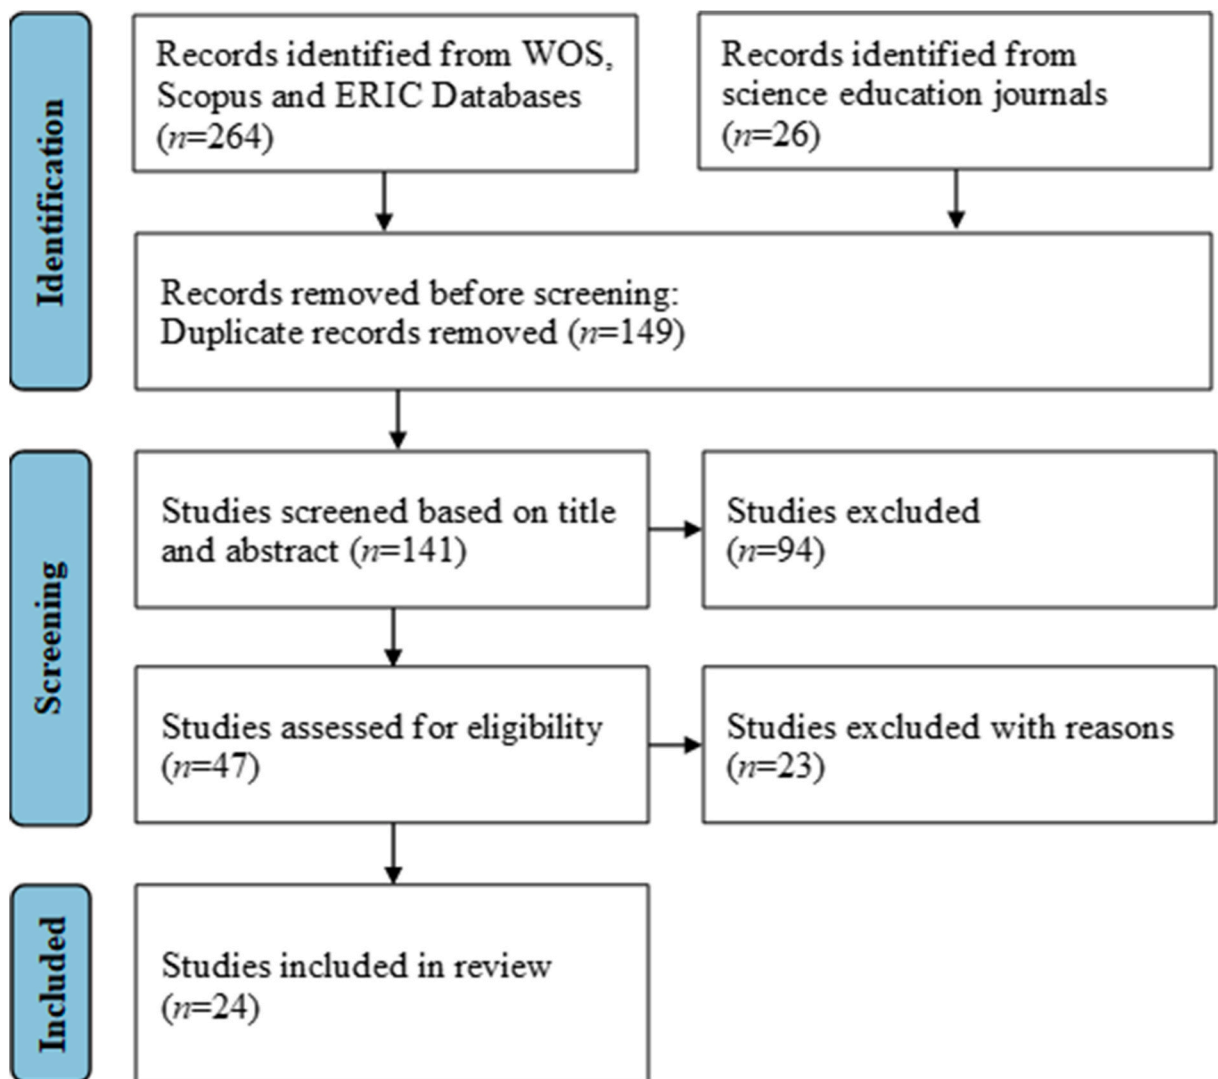 Identification
Records identified from WOS,
Scopus and ERIC Databases
(n=264)
Records identified from
science education journals
(n=26)
Records removed before screening:
Duplicate records removed (n=149)
Screening
Studies screened based on title
and abstract (n=141)
Studies excluded
(n=94)
Studies assessed for eligibility
(n=47)
Studies excluded with reasons
(n=23)
Included
Studies included in review
(n=24)